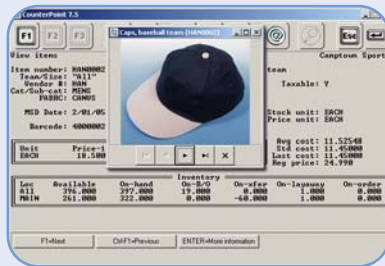 CounterPoint 7.5
F1 F2 F3 Esc
Caps, baseball team (HAN0002)
View items Camptown Sport
Item number: HAN0002 team
Team/Size: "All"
Vendor #: HAN Taxable: Y
Cat/Sub-cat: MENS
FABRC: CANVS
MSD Date: 2/01/05 Stock unit: EACH
Price unit: EACH
Barcode: 4000002
Avg cost: 11.52548
Unit Price-1 Std cost: 11.45000
EACH 18.500 Last cost: 11.45000
Reg price: 24.990
Inventory
Loc Available On-hand On-B/O On-xfer On-layaway On-order
All 396.000 397.000 19.000 0.000 1.000 0.000
MAIN 261.000 322.000 0.000 -60.000 1.000 0.000
F1=Next Ctrl-F1=Previous ENTER=More information